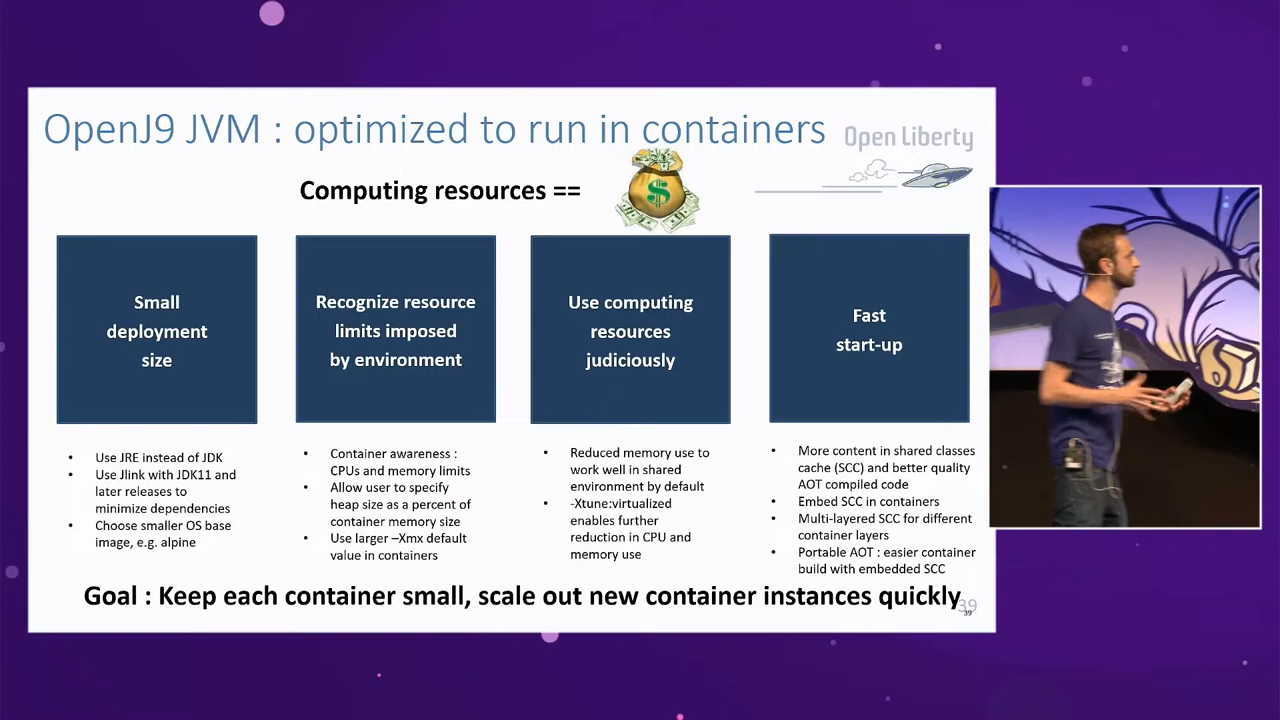 OpenJ9 JVM : optimized to run in containers
Open Liberty
Computing resources ==
$
Small
deployment
size
Recognize resource
limits imposed
by environment
Use computing
resources
judiciously
Fast
start-up
• Use JRE instead of JDK
• Use Jlink with JDK11 and
later releases to
minimize dependencies
• Choose smaller OS base
image, e.g. alpine
• Container awareness :
CPUs and memory limits
• Allow user to specify
heap size as a percent of
container memory size
• Use larger –Xmx default
value in containers
• Reduced memory use to
work well in shared
environment by default
• -Xtune:virtualized
enables further
reduction in CPU and
memory use
• More content in shared classes
cache (SCC) and better quality
AOT compiled code
• Embed SCC in containers
• Multi-layered SCC for different
container layers
• Portable AOT : easier container
build with embedded SCC
Goal : Keep each container small, scale out new container instances quickly
39
39